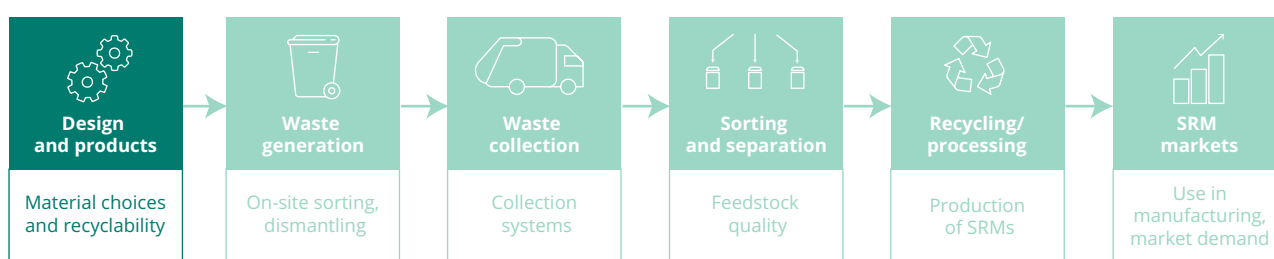 Design
and products
Material choices
and recyclability
Waste
generation
On-site sorting,
dismantling
Waste
collection
Collection
systems
Sorting
and separation
Feedstock
quality
Recycling/
processing
Production
of SRMs
SRM
markets
Use in
manufacturing,
market demand